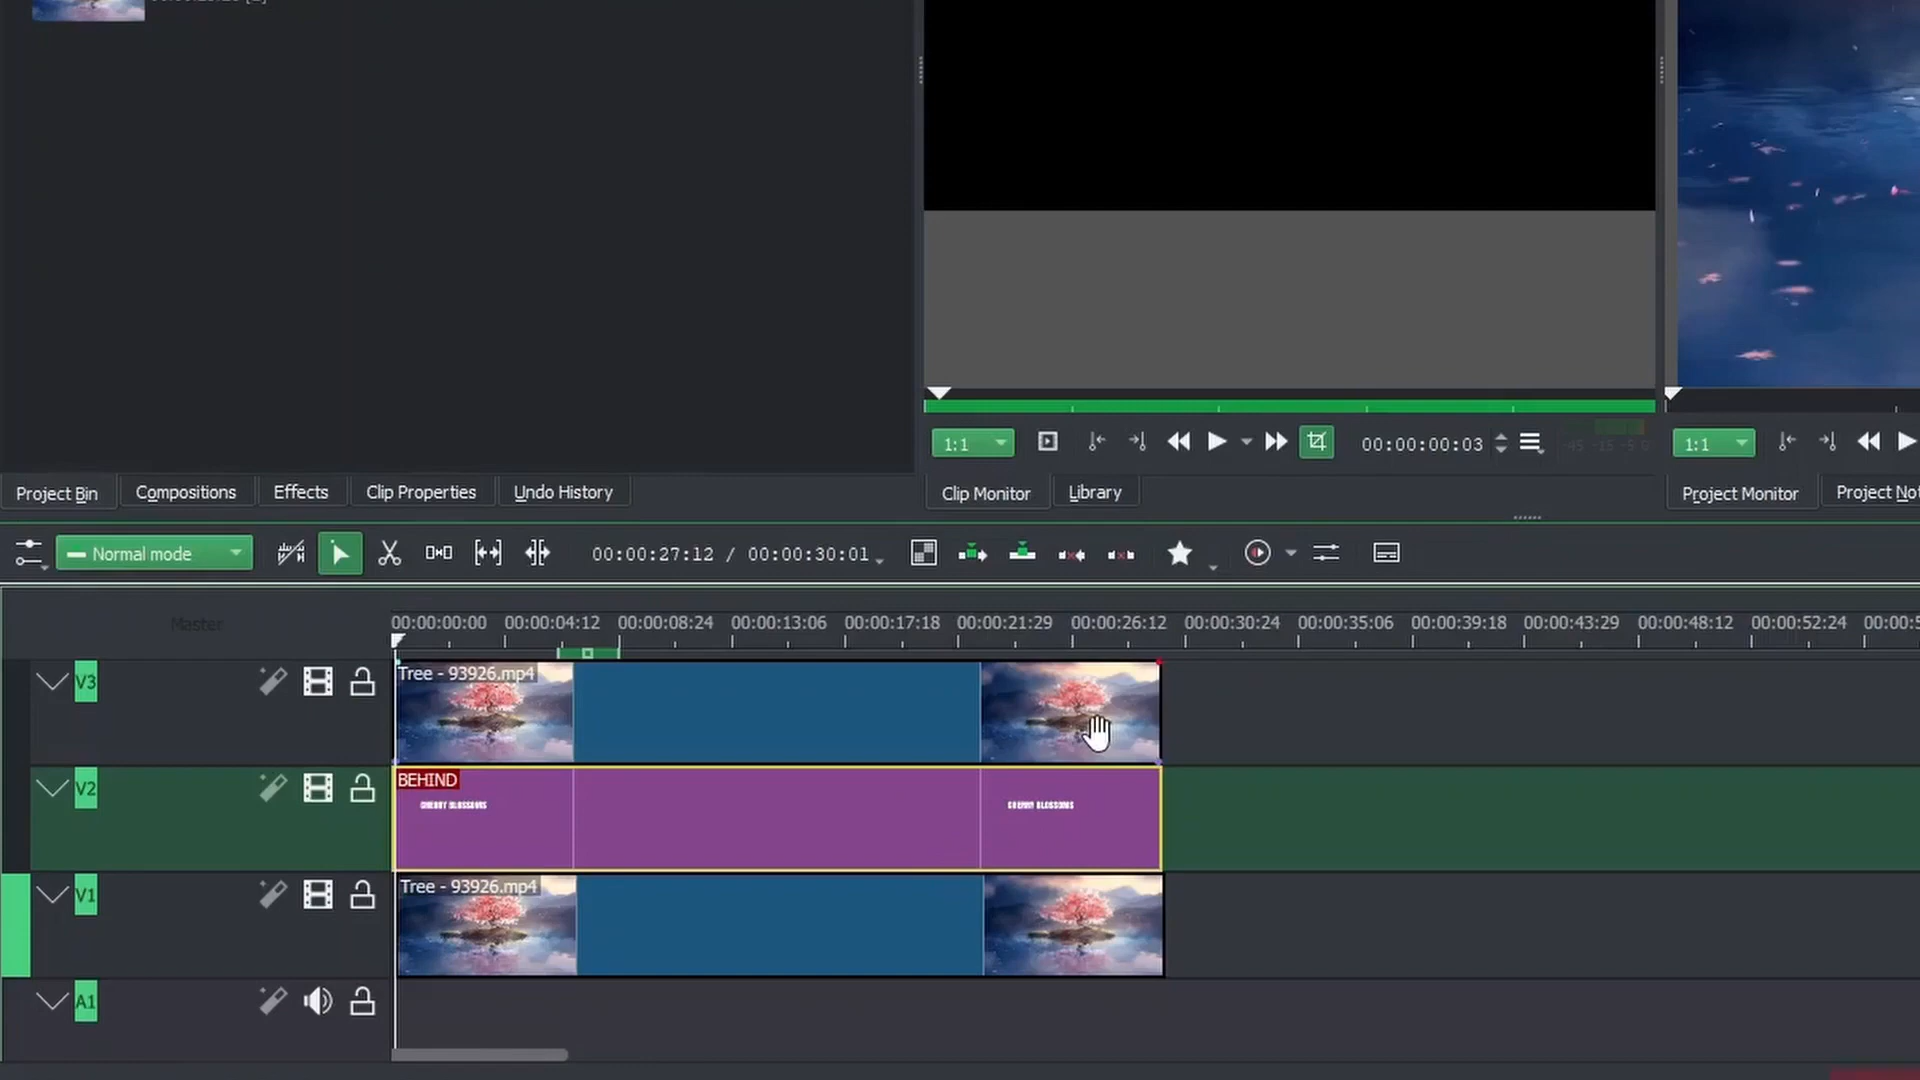 1:1
00:00:00:03
-45 -15 -5 0
1:1
Project Bin
Compositions
Effects
Clip Properties
Undo History
Clip Monitor
Library
Project Monitor
Project Not
Normal mode
00:00:27:12 / 00:00:30:01
Master
00:00:00:00 00:00:04:12 00:00:08:24 00:00:13:06 00:00:17:18 00:00:21:29 00:00:26:12 00:00:30:24 00:00:35:06 00:00:39:18 00:00:43:29 00:00:48:12 00:00:52:24 00:00:5
V3
Tree - 93926.mp4
V2
BEHIND
CHERRY BLOSSOMS
CHERRY BLOSSOMS
V1
Tree - 93926.mp4
A1